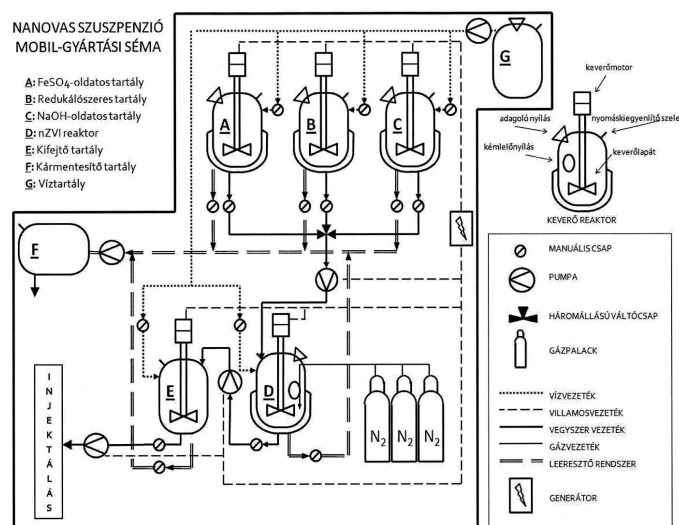 NANOVAS SZUSZPENZIÓ
MOBIL-GYÁRTÁSI SÉMA
A: FeSO4-oldatos tartály
B: Redukálószeres tartály
C: NaOH-oldatos tartály
D: nZVI reaktor
E: Kifejtő tartály
F: Kármentesítő tartály
G: Víztartály
A
B
C
G
F
E
D
N2
N2
N2
INJEKTÁLÁS
keverőmotor
adagoló nyílás
nyomáskiegyenlítő szelep
kémlelőnyílás
keverőlapát
KEVERŐ REAKTOR
MANUÁLIS CSAP
PUMPA
HÁROMÁLLÁSÚ VÁLTÓCSAP
GÁZPALACK
VÍZVEZETÉK
VILLAMOSVEZETÉK
VEGYSZER VEZETÉK
GÁZVEZETÉK
LEERESZTŐ RENDSZER
GENERÁTOR